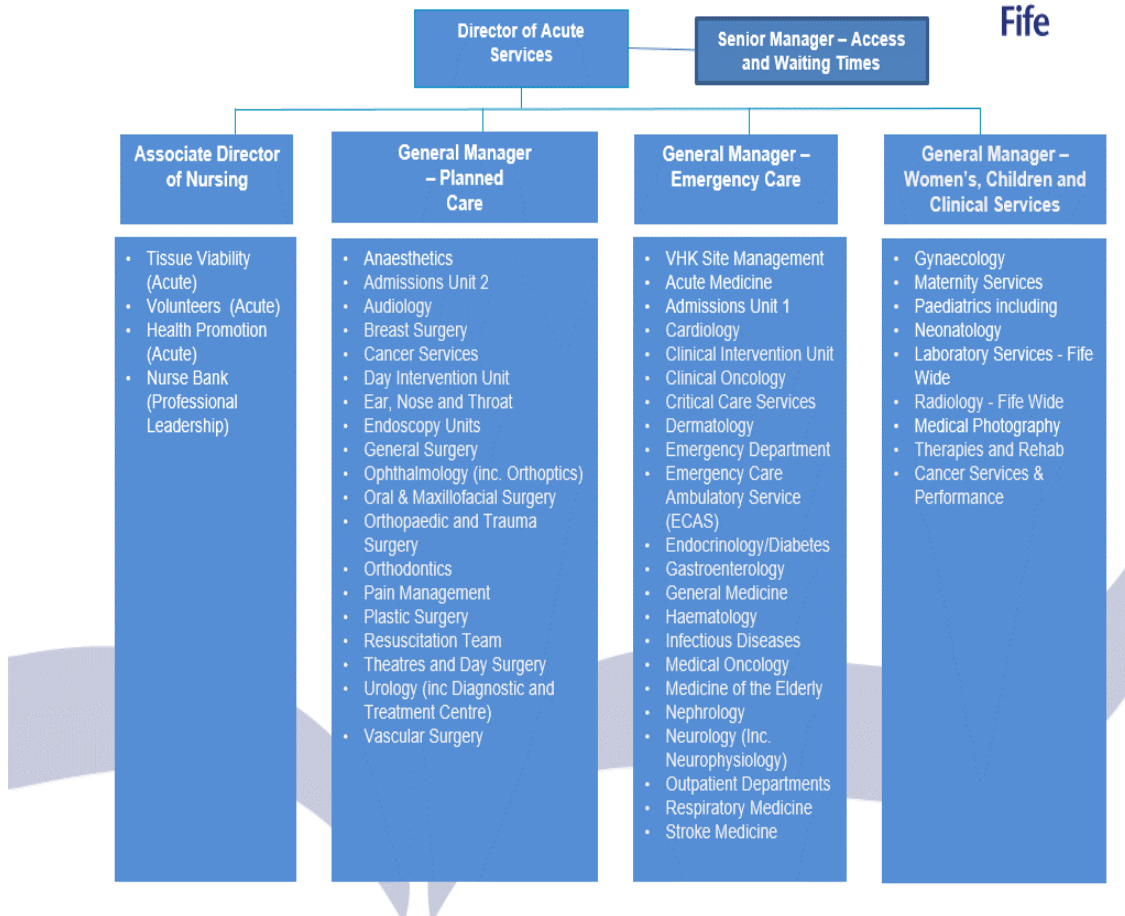 Fife
Director of Acute
Services
Senior Manager – Access
and Waiting Times
Associate Director
of Nursing
• Tissue Viability
(Acute)
• Volunteers (Acute)
• Health Promotion
(Acute)
• Nurse Bank
(Professional
Leadership)
General Manager
– Planned
Care
• Anaesthetics
• Admissions Unit 2
• Audiology
• Breast Surgery
• Cancer Services
• Day Intervention Unit
• Ear, Nose and Throat
• Endoscopy Units
• General Surgery
• Ophthalmology (inc. Orthoptics)
• Oral & Maxillofacial Surgery
• Orthopaedic and Trauma
Surgery
• Orthodontics
• Pain Management
• Plastic Surgery
• Resuscitation Team
• Theatres and Day Surgery
• Urology (inc Diagnostic and
Treatment Centre)
• Vascular Surgery
General Manager –
Emergency Care
• VHK Site Management
• Acute Medicine
• Admissions Unit 1
• Cardiology
• Clinical Intervention Unit
• Clinical Oncology
• Critical Care Services
• Dermatology
• Emergency Department
• Emergency Care
Ambulatory Service
(ECAS)
• Endocrinology/Diabetes
• Gastroenterology
• General Medicine
• Haematology
• Infectious Diseases
• Medical Oncology
• Medicine of the Elderly
• Nephrology
• Neurology (Inc.
Neurophysiology)
• Outpatient Departments
• Respiratory Medicine
• Stroke Medicine
General Manager –
Women's, Children and
Clinical Services
• Gynaecology
• Maternity Services
• Paediatrics including
• Neonatology
• Laboratory Services - Fife
Wide
• Radiology - Fife Wide
• Medical Photography
• Therapies and Rehab
• Cancer Services &
Performance